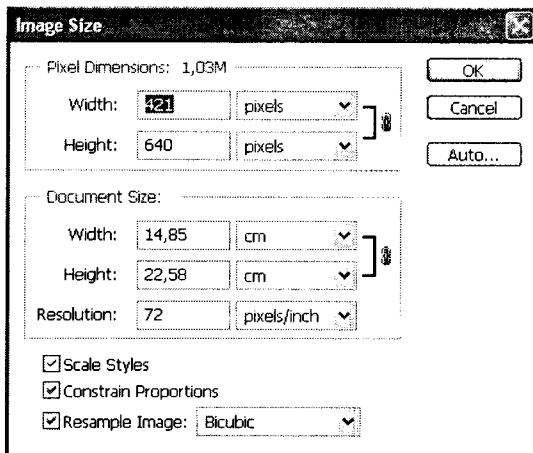 Image Size
Pixel Dimensions: 1,03M
Width: 421 pixels
Height: 640 pixels
OK
Cancel
Auto...
Document Size:
Width: 14,85 cm
Height: 22,58 cm
Resolution: 72 pixels/inch
Scale Styles
Constrain Proportions
Resample Image: Bicubic